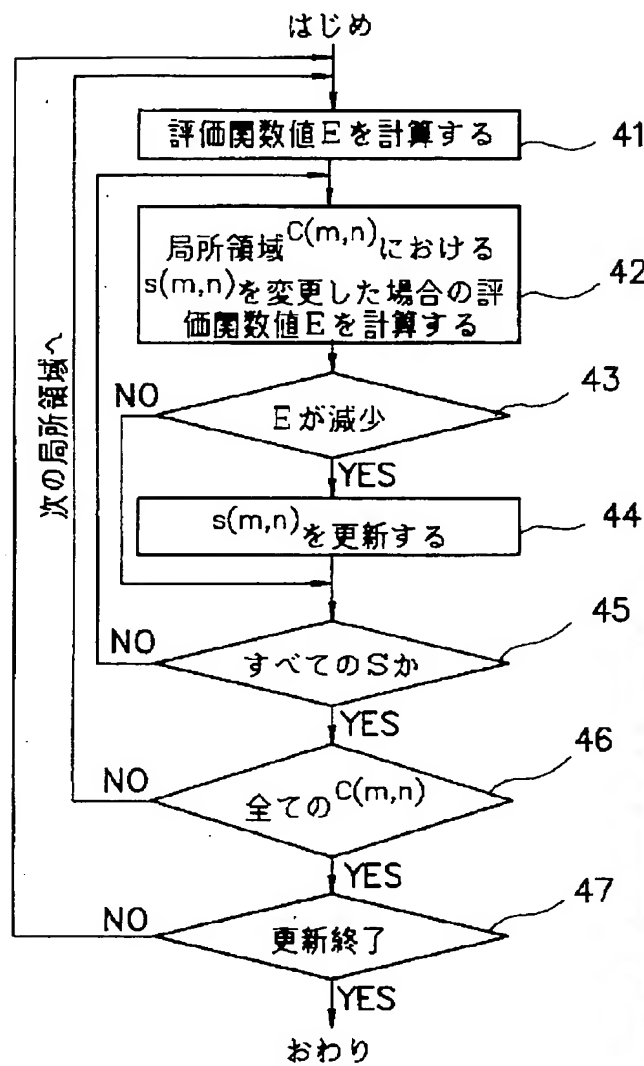 はじめ
評価関数値Eを計算する
41
局所領域C(m,n)における
s(m,n)を変更した場合の評
価関数値Eを計算する
42
次の局所領域へ
NO
Eが減少
43
YES
s(m,n)を更新する
44
NO
すべてのSか
45
YES
NO
全てのC(m,n)
46
YES
NO
更新終了
47
YES
おわり